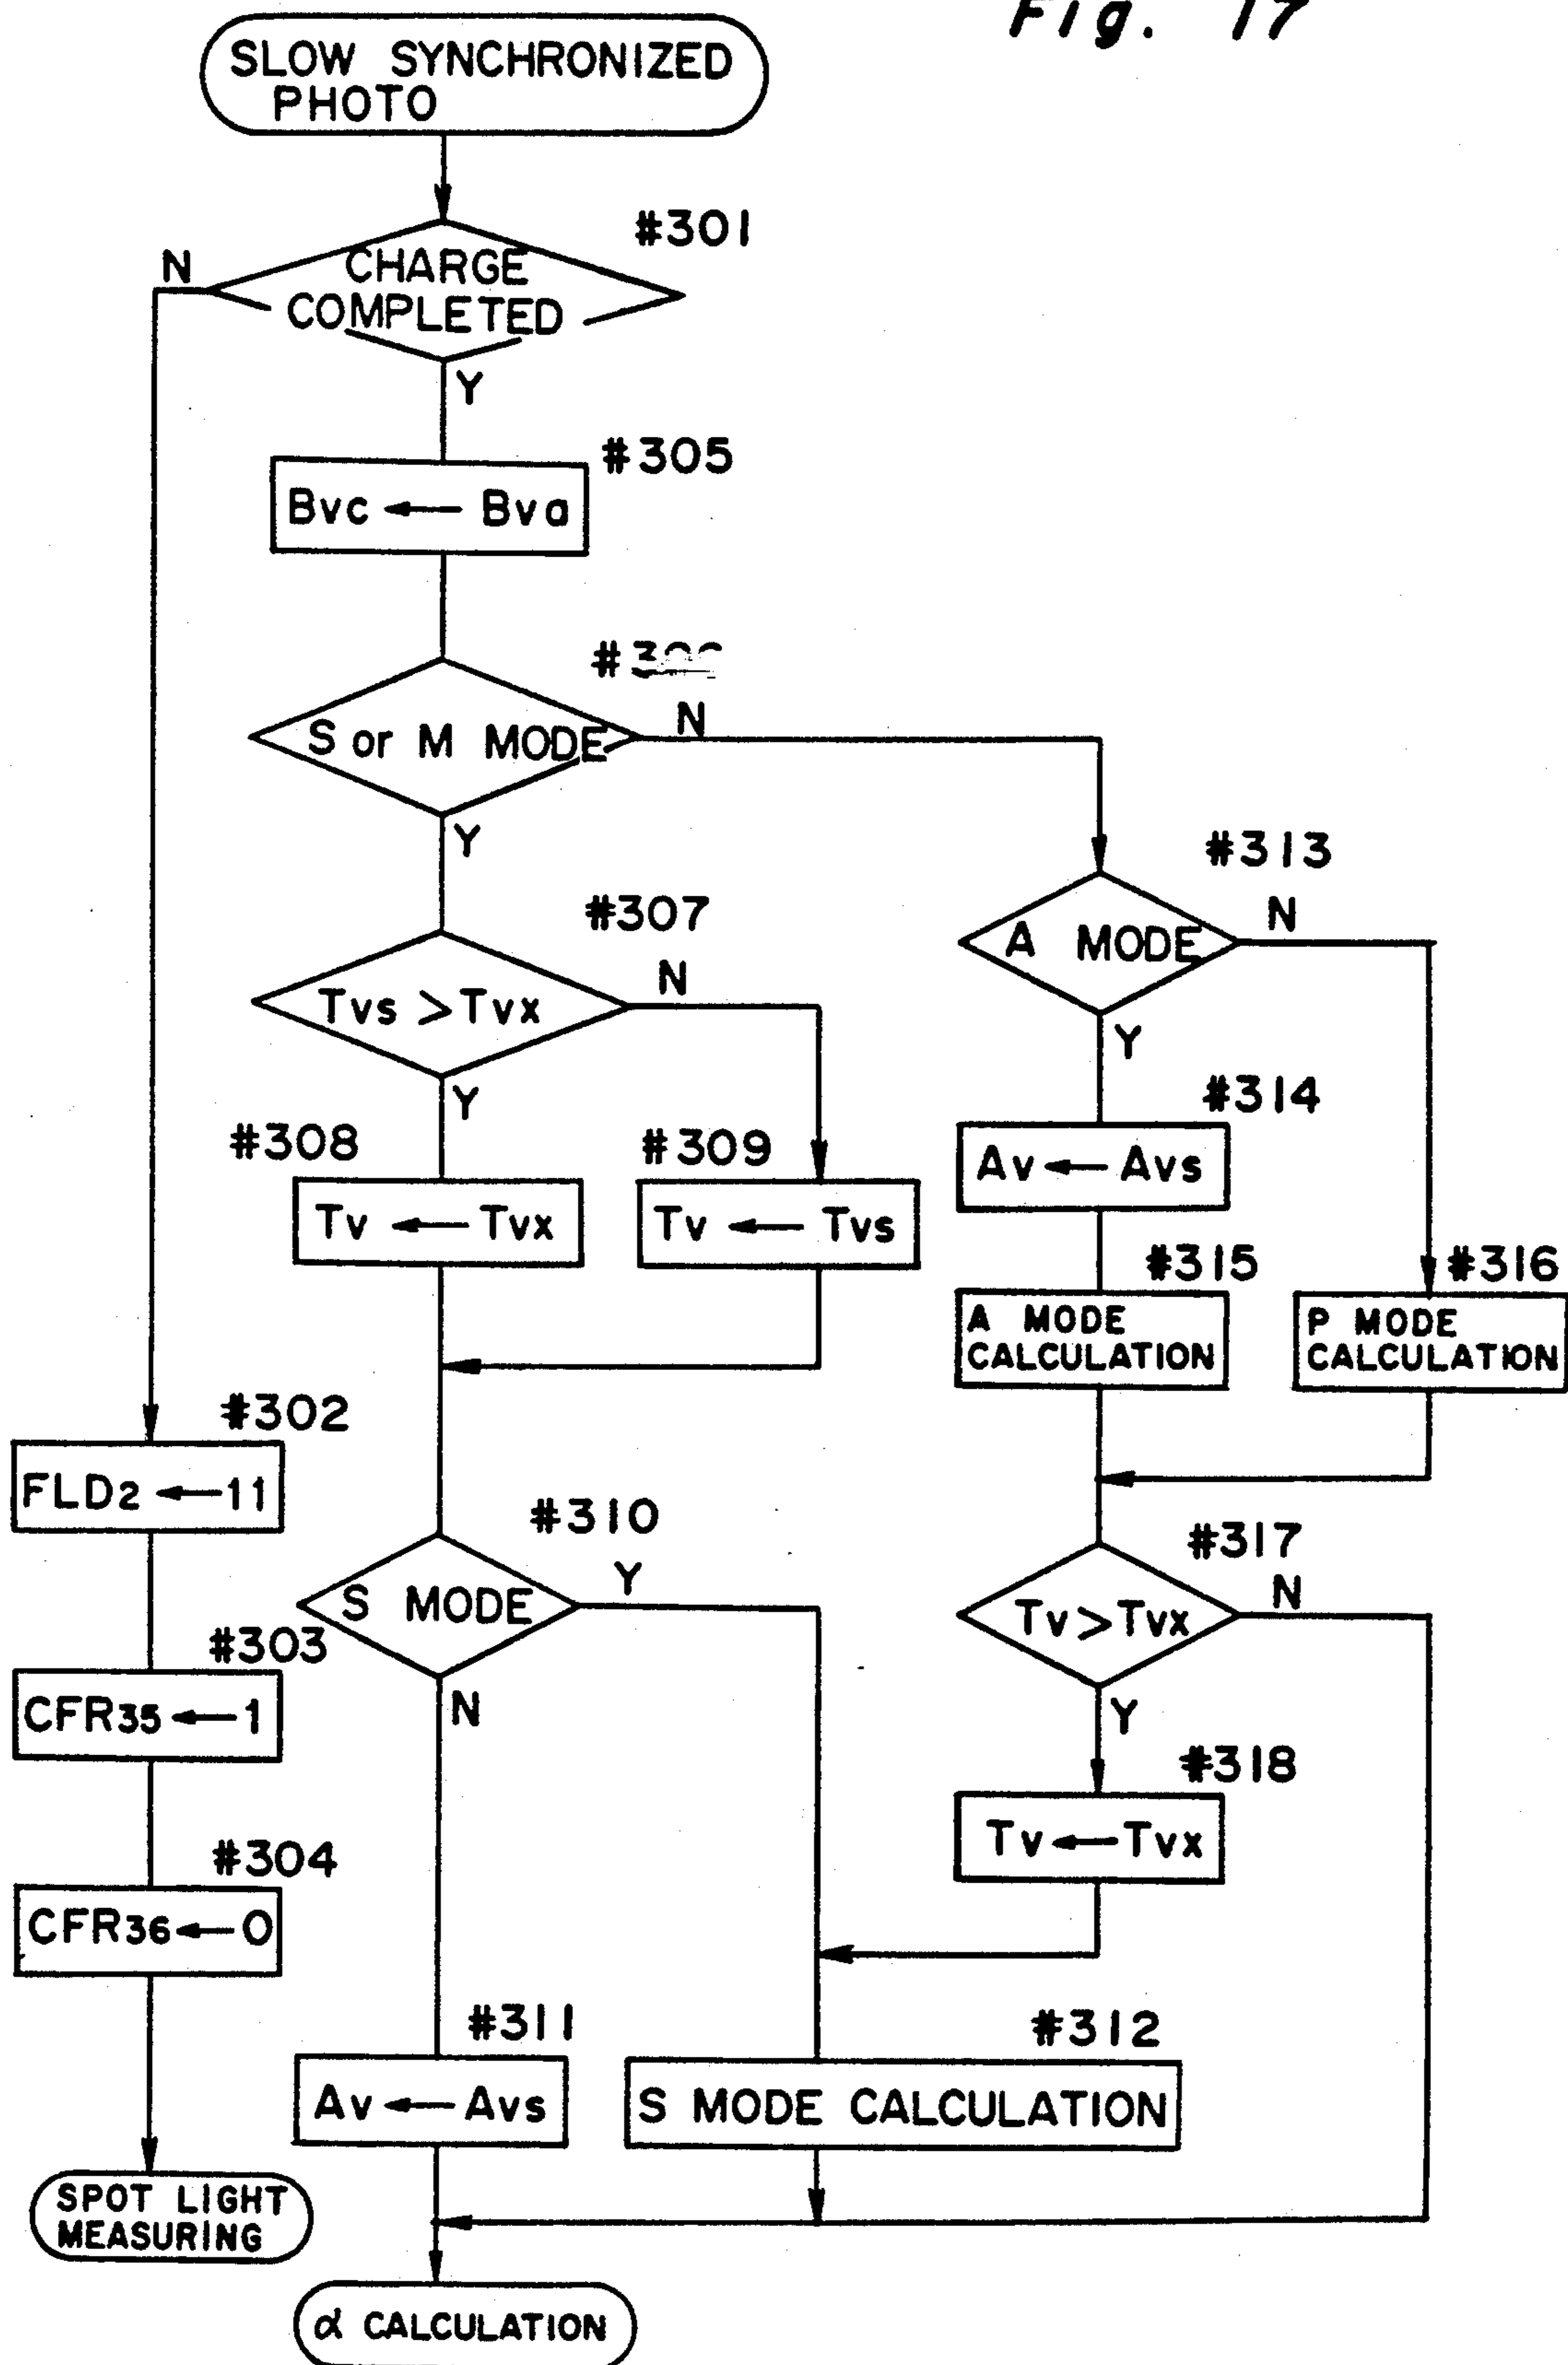 Fig. 17
SLOW SYNCHRONIZED
PHOTO
#301
N
CHARGE
COMPLETED
Y
#305
Bvc ← Bva
S or M MODE
N
Y
#313
A MODE
N
#307
Tvs > Tvx
N
Y
Y
#314
Av ← Avs
#308
Tv ← Tvx
#309
Tv ← Tvs
#315
A MODE
CALCULATION
#316
P MODE
CALCULATION
#302
FLD2 ← 11
#310
S MODE
Y
N
#317
Tv > Tvx
N
Y
#303
CFR35 ← 1
#318
Tv ← Tvx
#304
CFR36 ← 0
#311
Av ← Avs
#312
S MODE CALCULATION
SPOT LIGHT
MEASURING
α CALCULATION